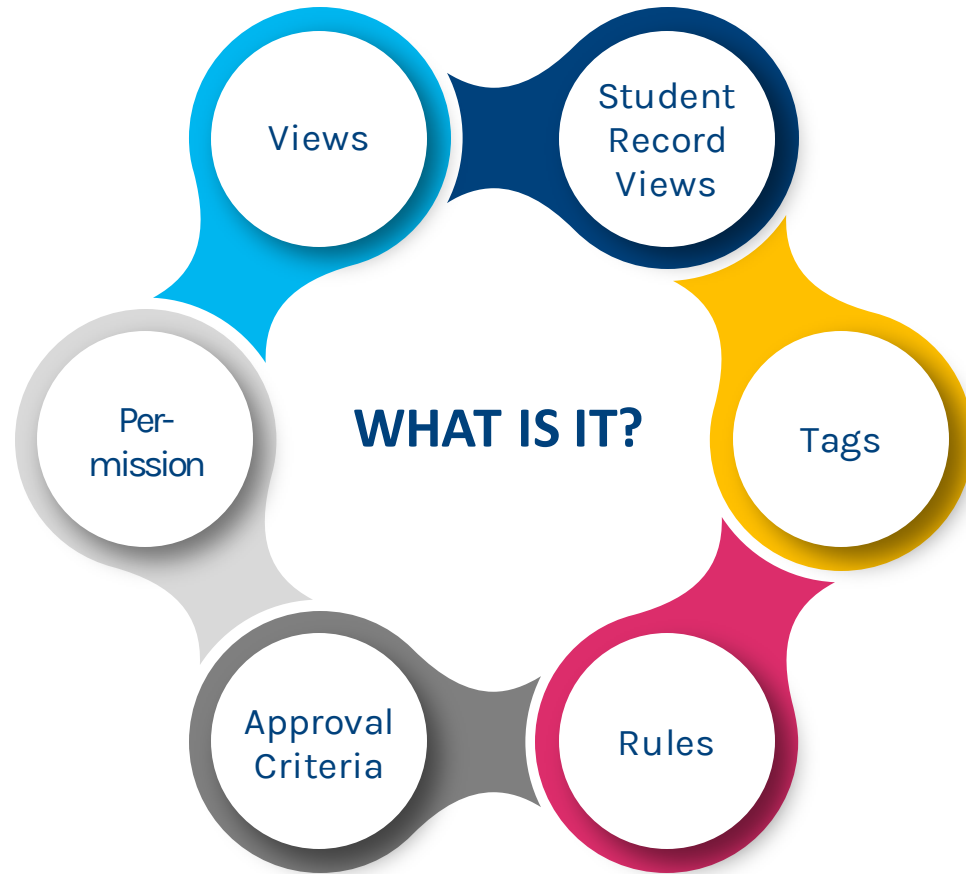 Views
Student
Record
Views
WHAT IS IT?
Per-
mission
Tags
Approval
Criteria
Rules